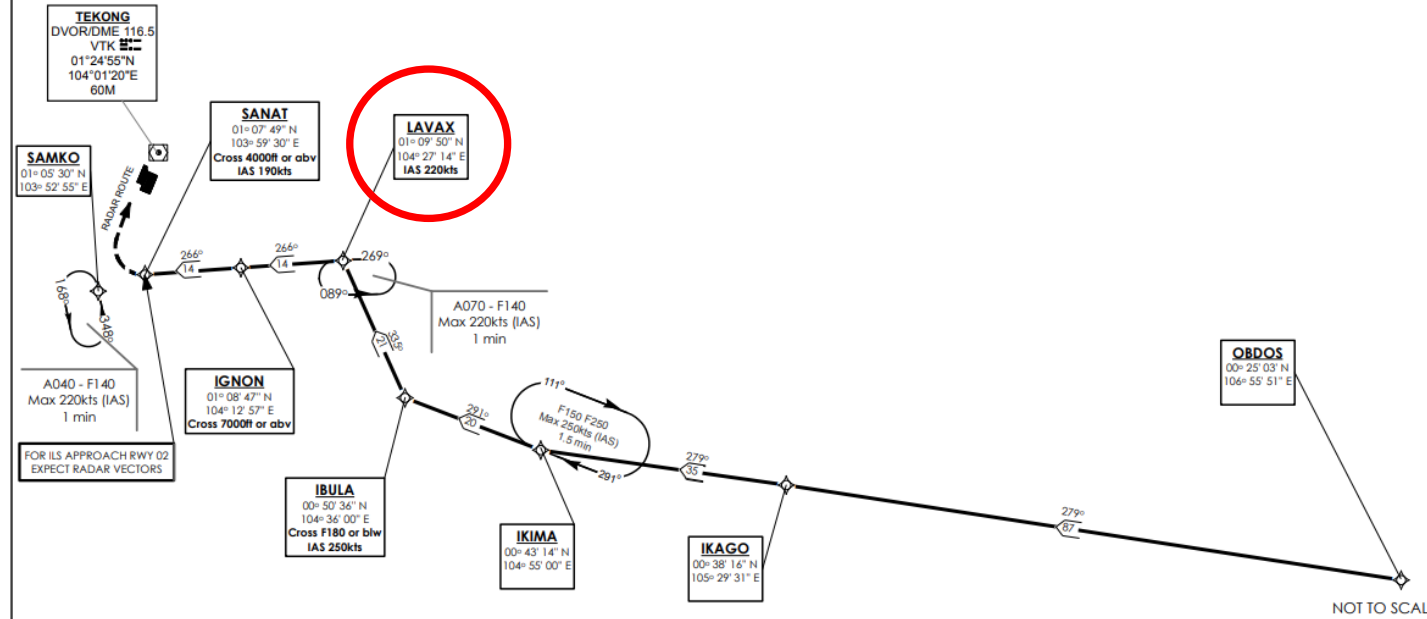 TEKONG
DVOR/DME 116.5
VTK
01°24'55"N
104°01'20"E
60M
SANAT
01° 07' 49" N
103° 59' 30" E
Cross 4000ft or abv
IAS 190kts
LAVAX
01° 09' 50" N
104° 27' 14" E
IAS 220kts
SAMKO
01° 05' 30" N
103° 52' 55" E
RADAR ROUTE
266°
14
266°
14
269°
089°
168°
348°
A070 - F140
Max 220kts (IAS)
1 min
335°
21
A040 - F140
Max 220kts (IAS)
1 min
IGNON
01° 08' 47" N
104° 12' 57" E
Cross 7000ft or abv
FOR ILS APPROACH RWY 02
EXPECT RADAR VECTORS
291°
20
111°
F150 F250
Max 250kts (IAS)
1.5 min
291°
279°
35
OBDOS
00° 25' 03' N
106° 55' 51" E
IBULA
00° 50' 36" N
104° 36' 00" E
Cross F180 or blw
IAS 250kts
IKIMA
00° 43' 14" N
104° 55' 00" E
IKAGO
00° 38' 16" N
105° 29' 31" E
279°
87
NOT TO SCAL